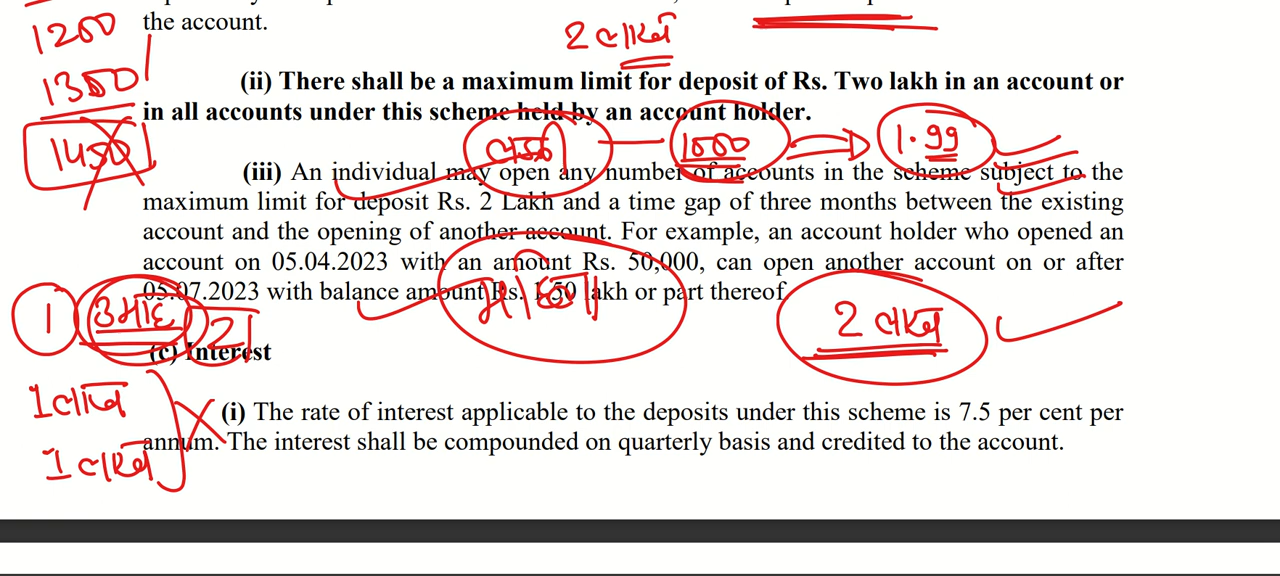 1200
the account.
2 लाख
1300
(ii) There shall be a maximum limit for deposit of Rs. Two lakh in an account or
in all accounts under this scheme held by an account holder.
1450
1000
1.99
(iii) An individual may open any number of accounts in the scheme subject to the
maximum limit for deposit Rs. 2 Lakh and a time gap of three months between the existing
account and the opening of another account. For example, an account holder who opened an
account on 05.04.2023 with an amount Rs. 50,000, can open another account on or after
05.07.2023 with balance amount Rs. 1.50 lakh or part thereof
1 3माह 2
2 लाख
(c) Interest
1 लाख
(i) The rate of interest applicable to the deposits under this scheme is 7.5 per cent per
annum. The interest shall be compounded on quarterly basis and credited to the account.
1 लाख